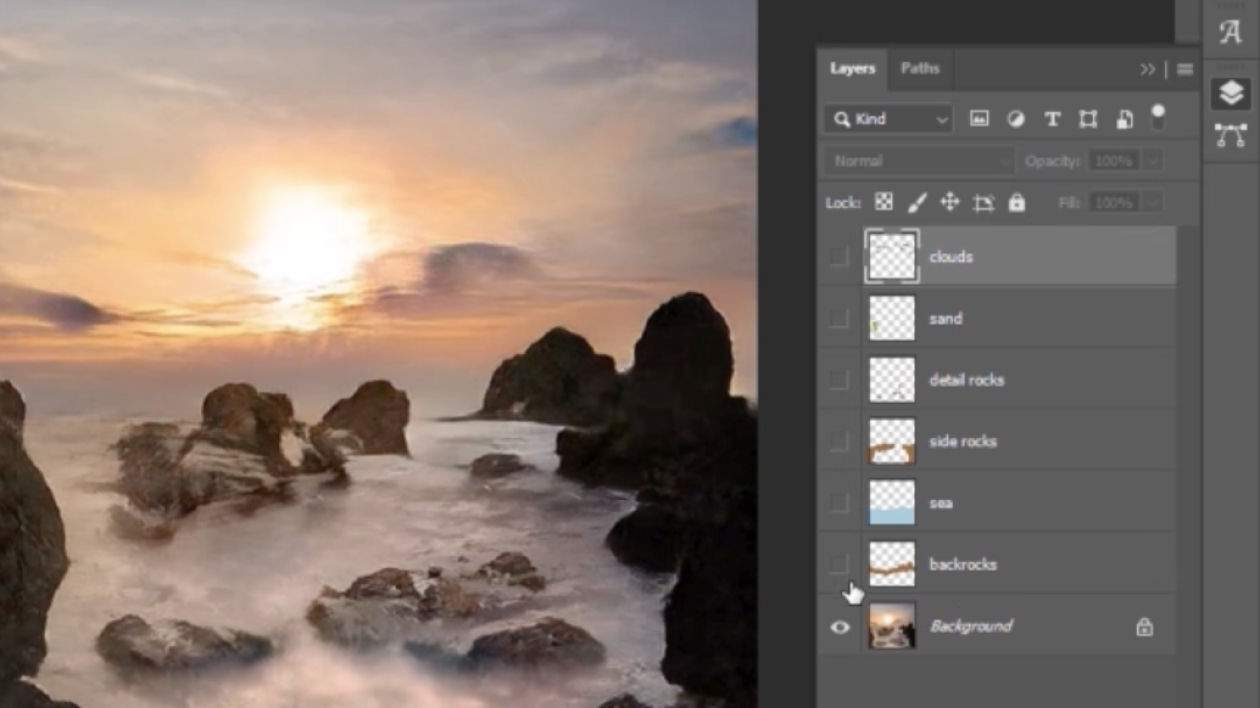 Layers Paths
Kind
Normal Opacity: 100%
Lock: Fill: 100%
clouds
sand
detail rocks
side rocks
sea
backrocks
Background